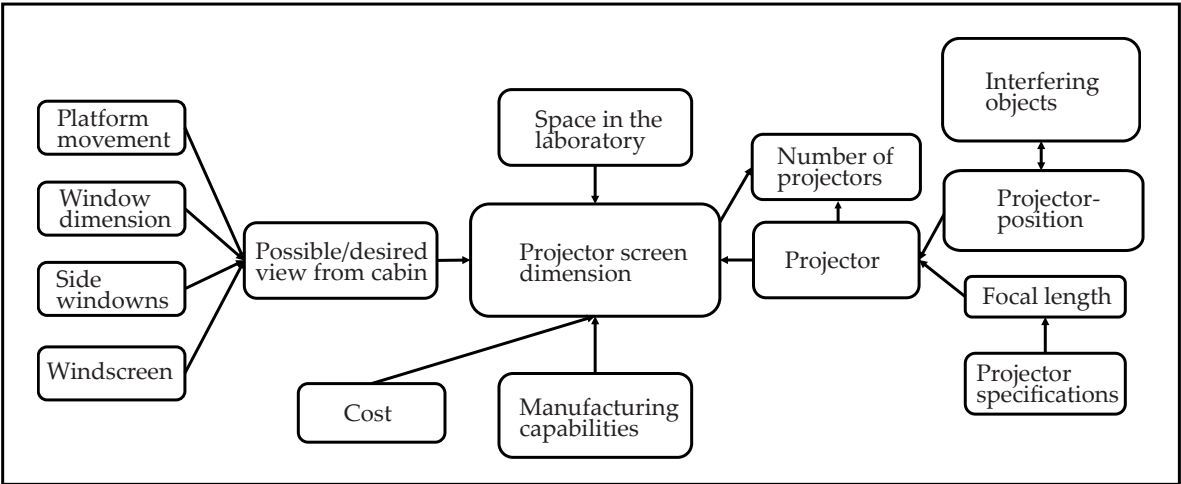 Platform
movement
Window
dimension
Side
windowns
Windscreen
Possible/desired
view from cabin
Space in the
laboratory
Projector screen
dimension
Cost
Manufacturing
capabilities
Number of
projectors
Projector
Interfering
objects
Projector-
position
Focal length
Projector
specifications